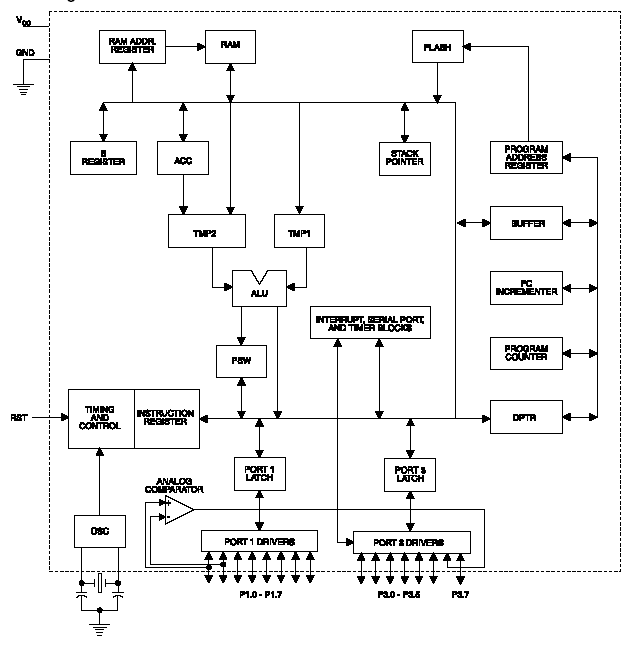 V_DD
GND
RAM ADDR.
REGISTER
RAM
FLASH
B
REGISTER
ACC
STACK
POINTER
PROGRAM
ADDRESS
REGISTER
TMP2
TMP1
BUFFER
ALU
PC
INCREMENTER
INTERRUPT, SERIAL PORT,
AND TIMER BLOCKS
PSW
PROGRAM
COUNTER
RST
TIMING
AND
CONTROL
INSTRUCTION
REGISTER
DPTR
PORT 1
LATCH
PORT 3
LATCH
ANALOG
COMPARATOR
+
-
OSC
PORT 1 DRIVERS
PORT 3 DRIVERS
P1.0 - P1.7
P3.0 - P3.5
P3.7